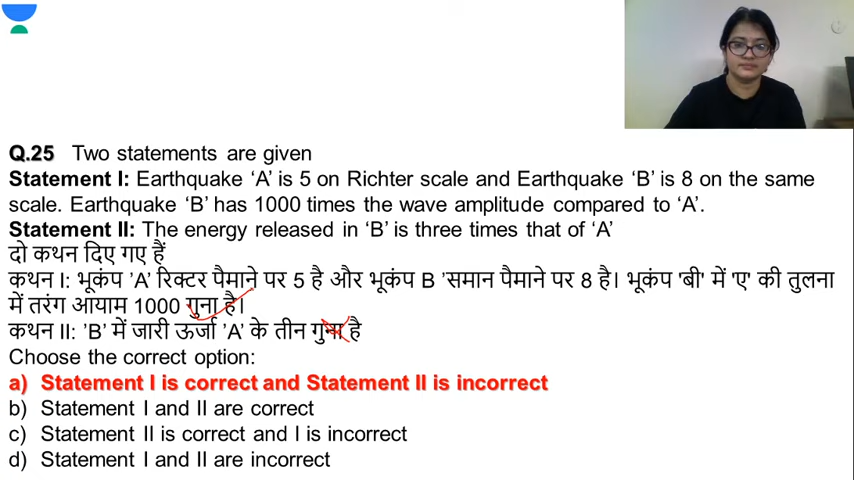 Q.25 Two statements are given
Statement I: Earthquake ‘A’ is 5 on Richter scale and Earthquake ‘B’ is 8 on the same
scale. Earthquake ‘B’ has 1000 times the wave amplitude compared to ‘A’.
Statement II: The energy released in ‘B’ is three times that of ‘A’
दो कथन दिए गए हैं
कथन I: भूकंप ’A’ रिक्टर पैमाने पर 5 है और भूकंप B ’समान पैमाने पर 8 है। भूकंप 'बी' में 'ए' की तुलना
में तरंग आयाम 1000 गुना है।
कथन II: ’B’ में जारी ऊर्जा ’A’ के तीन गुना है
Choose the correct option:
a) Statement I is correct and Statement II is incorrect
b) Statement I and II are correct
c) Statement II is correct and I is incorrect
d) Statement I and II are incorrect